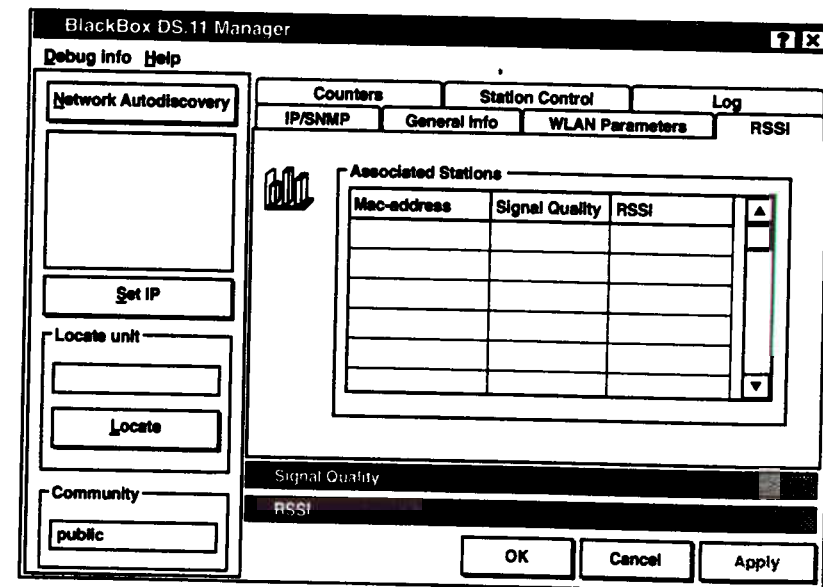 BlackBox DS.11 Manager
? X
Debug info Help
Network Autodiscovery
Set IP
Locate unit
Locate
Community
public
Counters Station Control Log
IP/SNMP General Info WLAN Parameters RSSI
Associated Stations
Mac-address Signal Quality RSSI
Signal Quality
RSSI
OK Cancel Apply